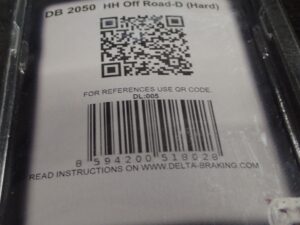 DB 2050 HH Off Road-D (Hard)
FOR REFERENCES USE QR CODE.
DL:005
8 594200 518028
READ INSTRUCTIONS ON WWW.DELTA-BRAKING.COM